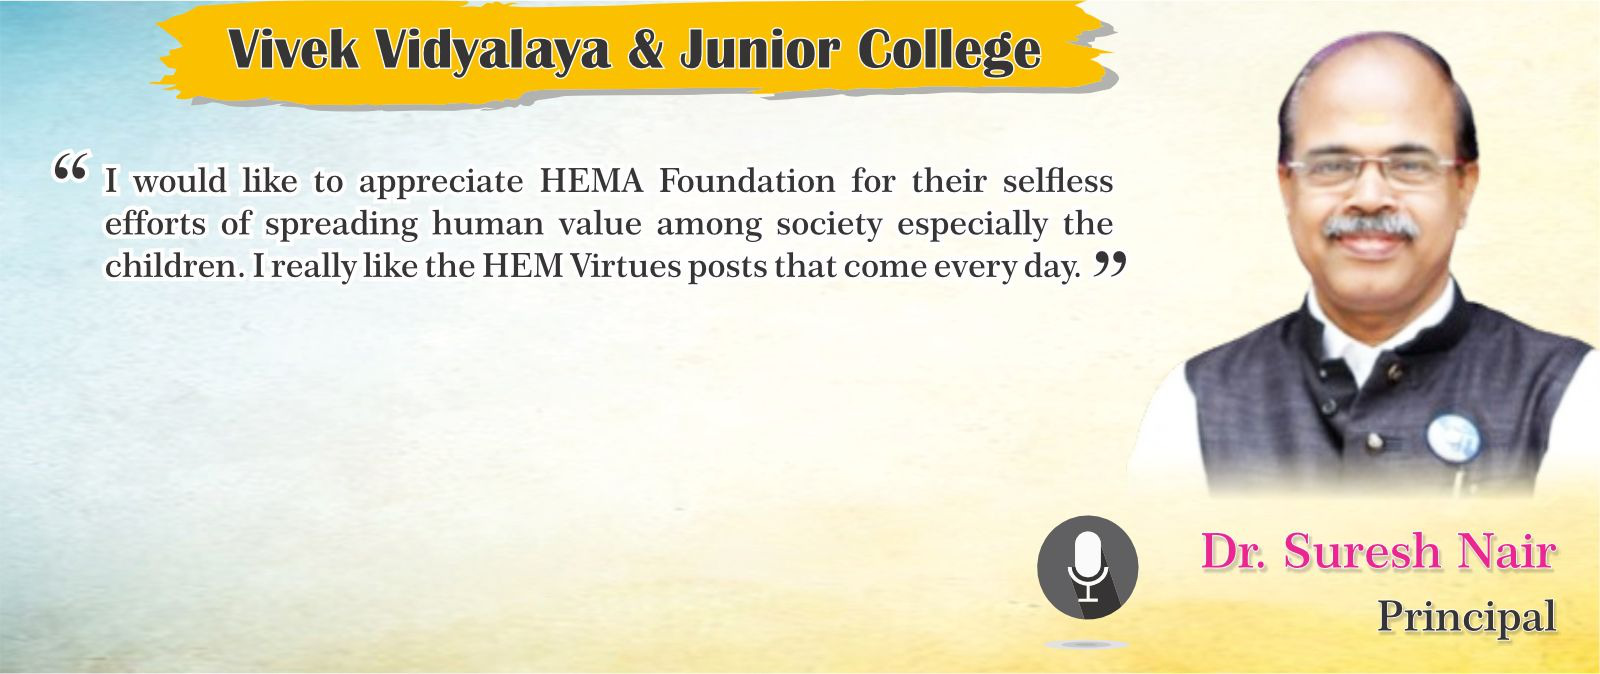 Vivek Vidyalaya & Junior College
“ I would like to appreciate HEMA Foundation for their selfless
efforts of spreading human value among society especially the
children. I really like the HEM Virtues posts that come every day. ”
Dr. Suresh Nair
Principal